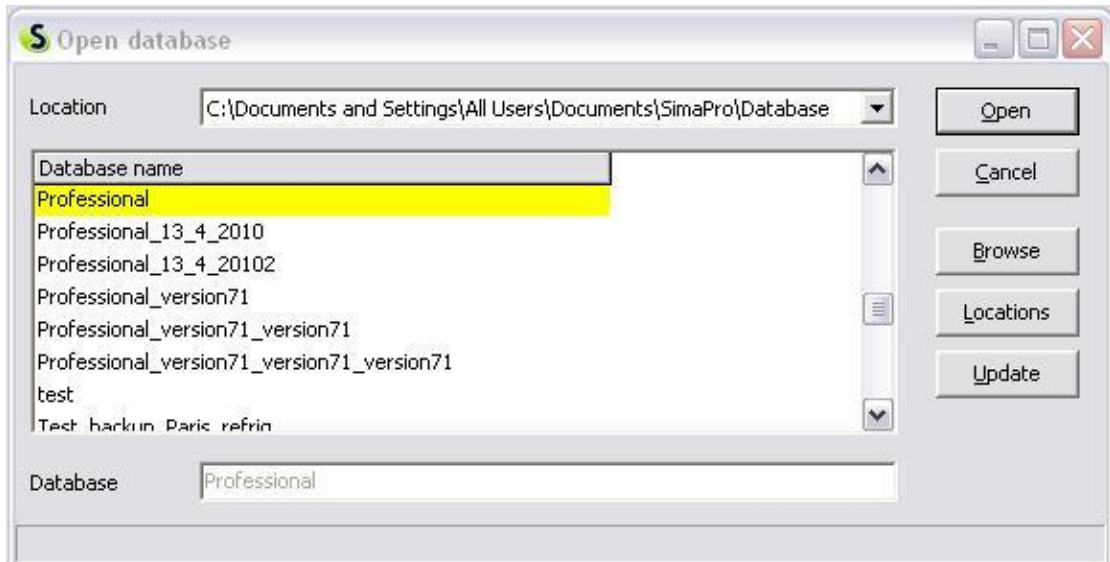 S Open database
Location C:\Documents and Settings\All Users\Documents\SimaPro\Database Open
Database name Cancel
Professional
Professional_13_4_2010
Professional_13_4_20102 Browse
Professional_version71
Professional_version71_version71 Locations
Professional_version71_version71_version71
test Update
Test_backup_Paris_refrig
Database Professional